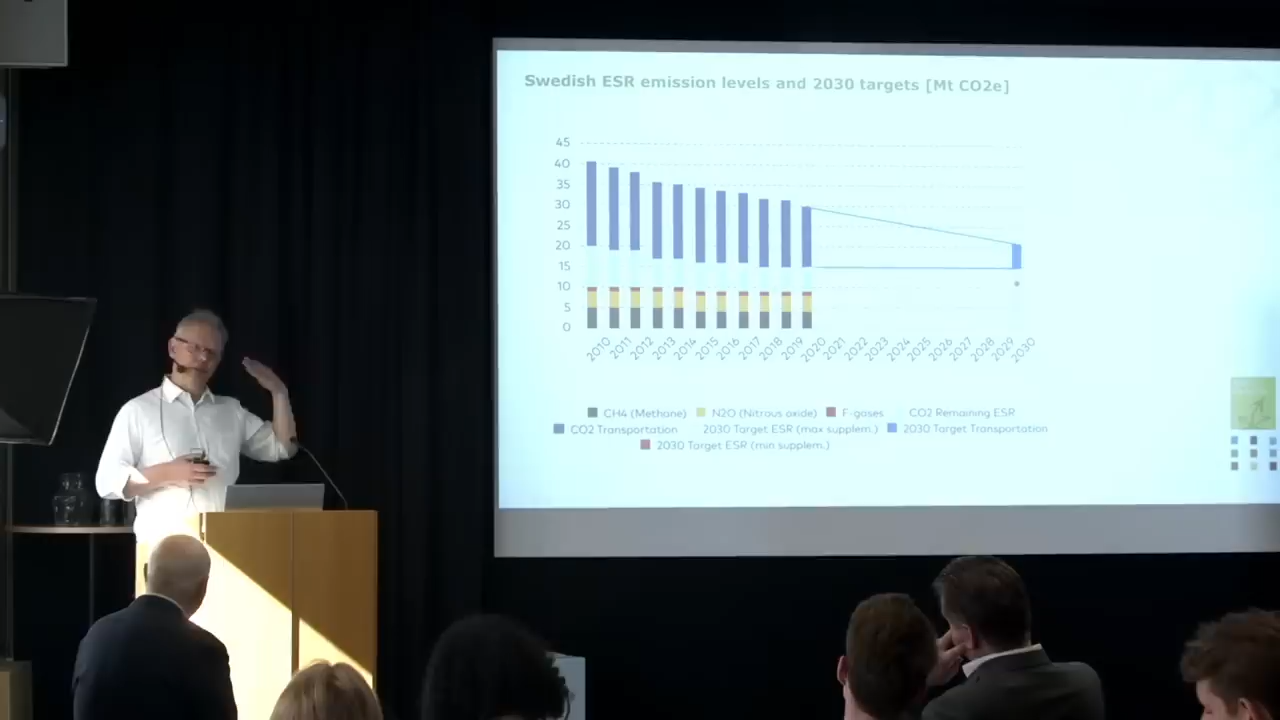 Swedish ESR emission levels and 2030 targets [Mt CO2e]
45
40
35
30
25
20
15
10
5
0
2010 2011 2012 2013 2014 2015 2016 2017 2018 2019 2020 2021 2022 2023 2024 2025 2026 2027 2028 2029 2030
CH4 (Methane) N2O (Nitrous oxide) F-gases CO2 Remaining ESR
CO2 Transportation 2030 Target ESR (max supplem.) 2030 Target Transportation
2030 Target ESR (min supplem.)